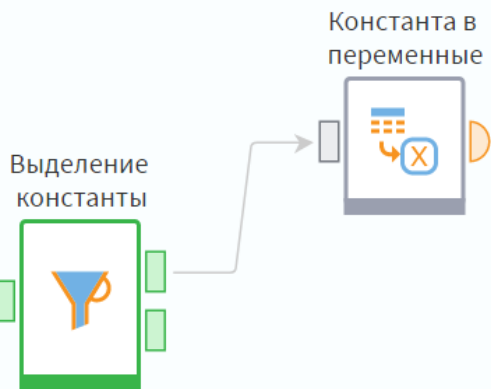 Константа в
переменные
Выделение
константы
X